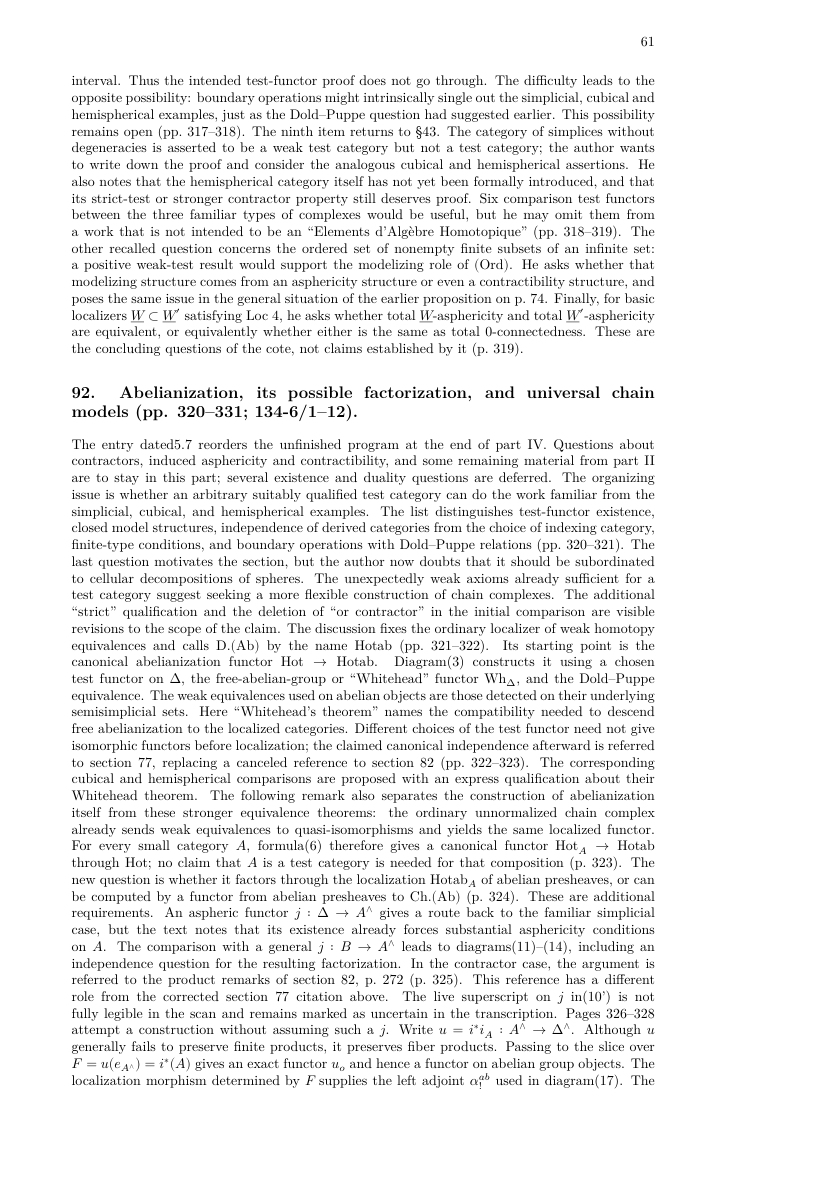 61
interval. Thus the intended test-functor proof does not go through. The difficulty leads to the
opposite possibility: boundary operations might intrinsically single out the simplicial, cubical and
hemispherical examples, just as the Dold–Puppe question had suggested earlier. This possibility
remains open (pp. 317–318). The ninth item returns to §43. The category of simplices without
degeneracies is asserted to be a weak test category but not a test category; the author wants
to write down the proof and consider the analogous cubical and hemispherical assertions. He
also notes that the hemispherical category itself has not yet been formally introduced, and that
its strict-test or stronger contractor property still deserves proof. Six comparison test functors
between the three familiar types of complexes would be useful, but he may omit them from
a work that is not intended to be an “Elements d’Algèbre Homotopique” (pp. 318–319). The
other recalled question concerns the ordered set of nonempty finite subsets of an infinite set:
a positive weak-test result would support the modelizing role of (Ord). He asks whether that
modelizing structure comes from an asphericity structure or even a contractibility structure, and
poses the same issue in the general situation of the earlier proposition on p. 74. Finally, for basic
localizers W ⊂ W′ satisfying Loc 4, he asks whether total W-asphericity and total W′-asphericity
are equivalent, or equivalently whether either is the same as total 0-connectedness. These are
the concluding questions of the cote, not claims established by it (p. 319).
92. Abelianization, its possible factorization, and universal chain
models (pp. 320–331; 134-6/1–12).
The entry dated5.7 reorders the unfinished program at the end of part IV. Questions about
contractors, induced asphericity and contractibility, and some remaining material from part II
are to stay in this part; several existence and duality questions are deferred. The organizing
issue is whether an arbitrary suitably qualified test category can do the work familiar from the
simplicial, cubical, and hemispherical examples. The list distinguishes test-functor existence,
closed model structures, independence of derived categories from the choice of indexing category,
finite-type conditions, and boundary operations with Dold–Puppe relations (pp. 320–321). The
last question motivates the section, but the author now doubts that it should be subordinated
to cellular decompositions of spheres. The unexpectedly weak axioms already sufficient for a
test category suggest seeking a more flexible construction of chain complexes. The additional
“strict” qualification and the deletion of “or contractor” in the initial comparison are visible
revisions to the scope of the claim. The discussion fixes the ordinary localizer of weak homotopy
equivalences and calls D.(Ab) by the name Hotab (pp. 321–322). Its starting point is the
canonical abelianization functor Hot → Hotab. Diagram(3) constructs it using a chosen
test functor on Δ, the free-abelian-group or “Whitehead” functor Wh_Δ, and the Dold–Puppe
equivalence. The weak equivalences used on abelian objects are those detected on their underlying
semisimplicial sets. Here “Whitehead’s theorem” names the compatibility needed to descend
free abelianization to the localized categories. Different choices of the test functor need not give
isomorphic functors before localization; the claimed canonical independence afterward is referred
to section 77, replacing a canceled reference to section 82 (pp. 322–323). The corresponding
cubical and hemispherical comparisons are proposed with an express qualification about their
Whitehead theorem. The following remark also separates the construction of abelianization
itself from these stronger equivalence theorems: the ordinary unnormalized chain complex
already sends weak equivalences to quasi-isomorphisms and yields the same localized functor.
For every small category A, formula(6) therefore gives a canonical functor Hot_A → Hotab
through Hot; no claim that A is a test category is needed for that composition (p. 323). The
new question is whether it factors through the localization Hotab_A of abelian presheaves, or can
be computed by a functor from abelian presheaves to Ch.(Ab) (p. 324). These are additional
requirements. An aspheric functor j : Δ → A^∧ gives a route back to the familiar simplicial
case, but the text notes that its existence already forces substantial asphericity conditions
on A. The comparison with a general j : B → A^∧ leads to diagrams(11)–(14), including an
independence question for the resulting factorization. In the contractor case, the argument is
referred to the product remarks of section 82, p. 272 (p. 325). This reference has a different
role from the corrected section 77 citation above. The live superscript on j in(10’) is not
fully legible in the scan and remains marked as uncertain in the transcription. Pages 326–328
attempt a construction without assuming such a j. Write u = i*i_A : A^∧ → Δ^∧. Although u
generally fails to preserve finite products, it preserves fiber products. Passing to the slice over
F = u(e_{A^∧}) = i*(A) gives an exact functor u_o and hence a functor on abelian group objects. The
localization morphism determined by F supplies the left adjoint α_!^{ab} used in diagram(17). The